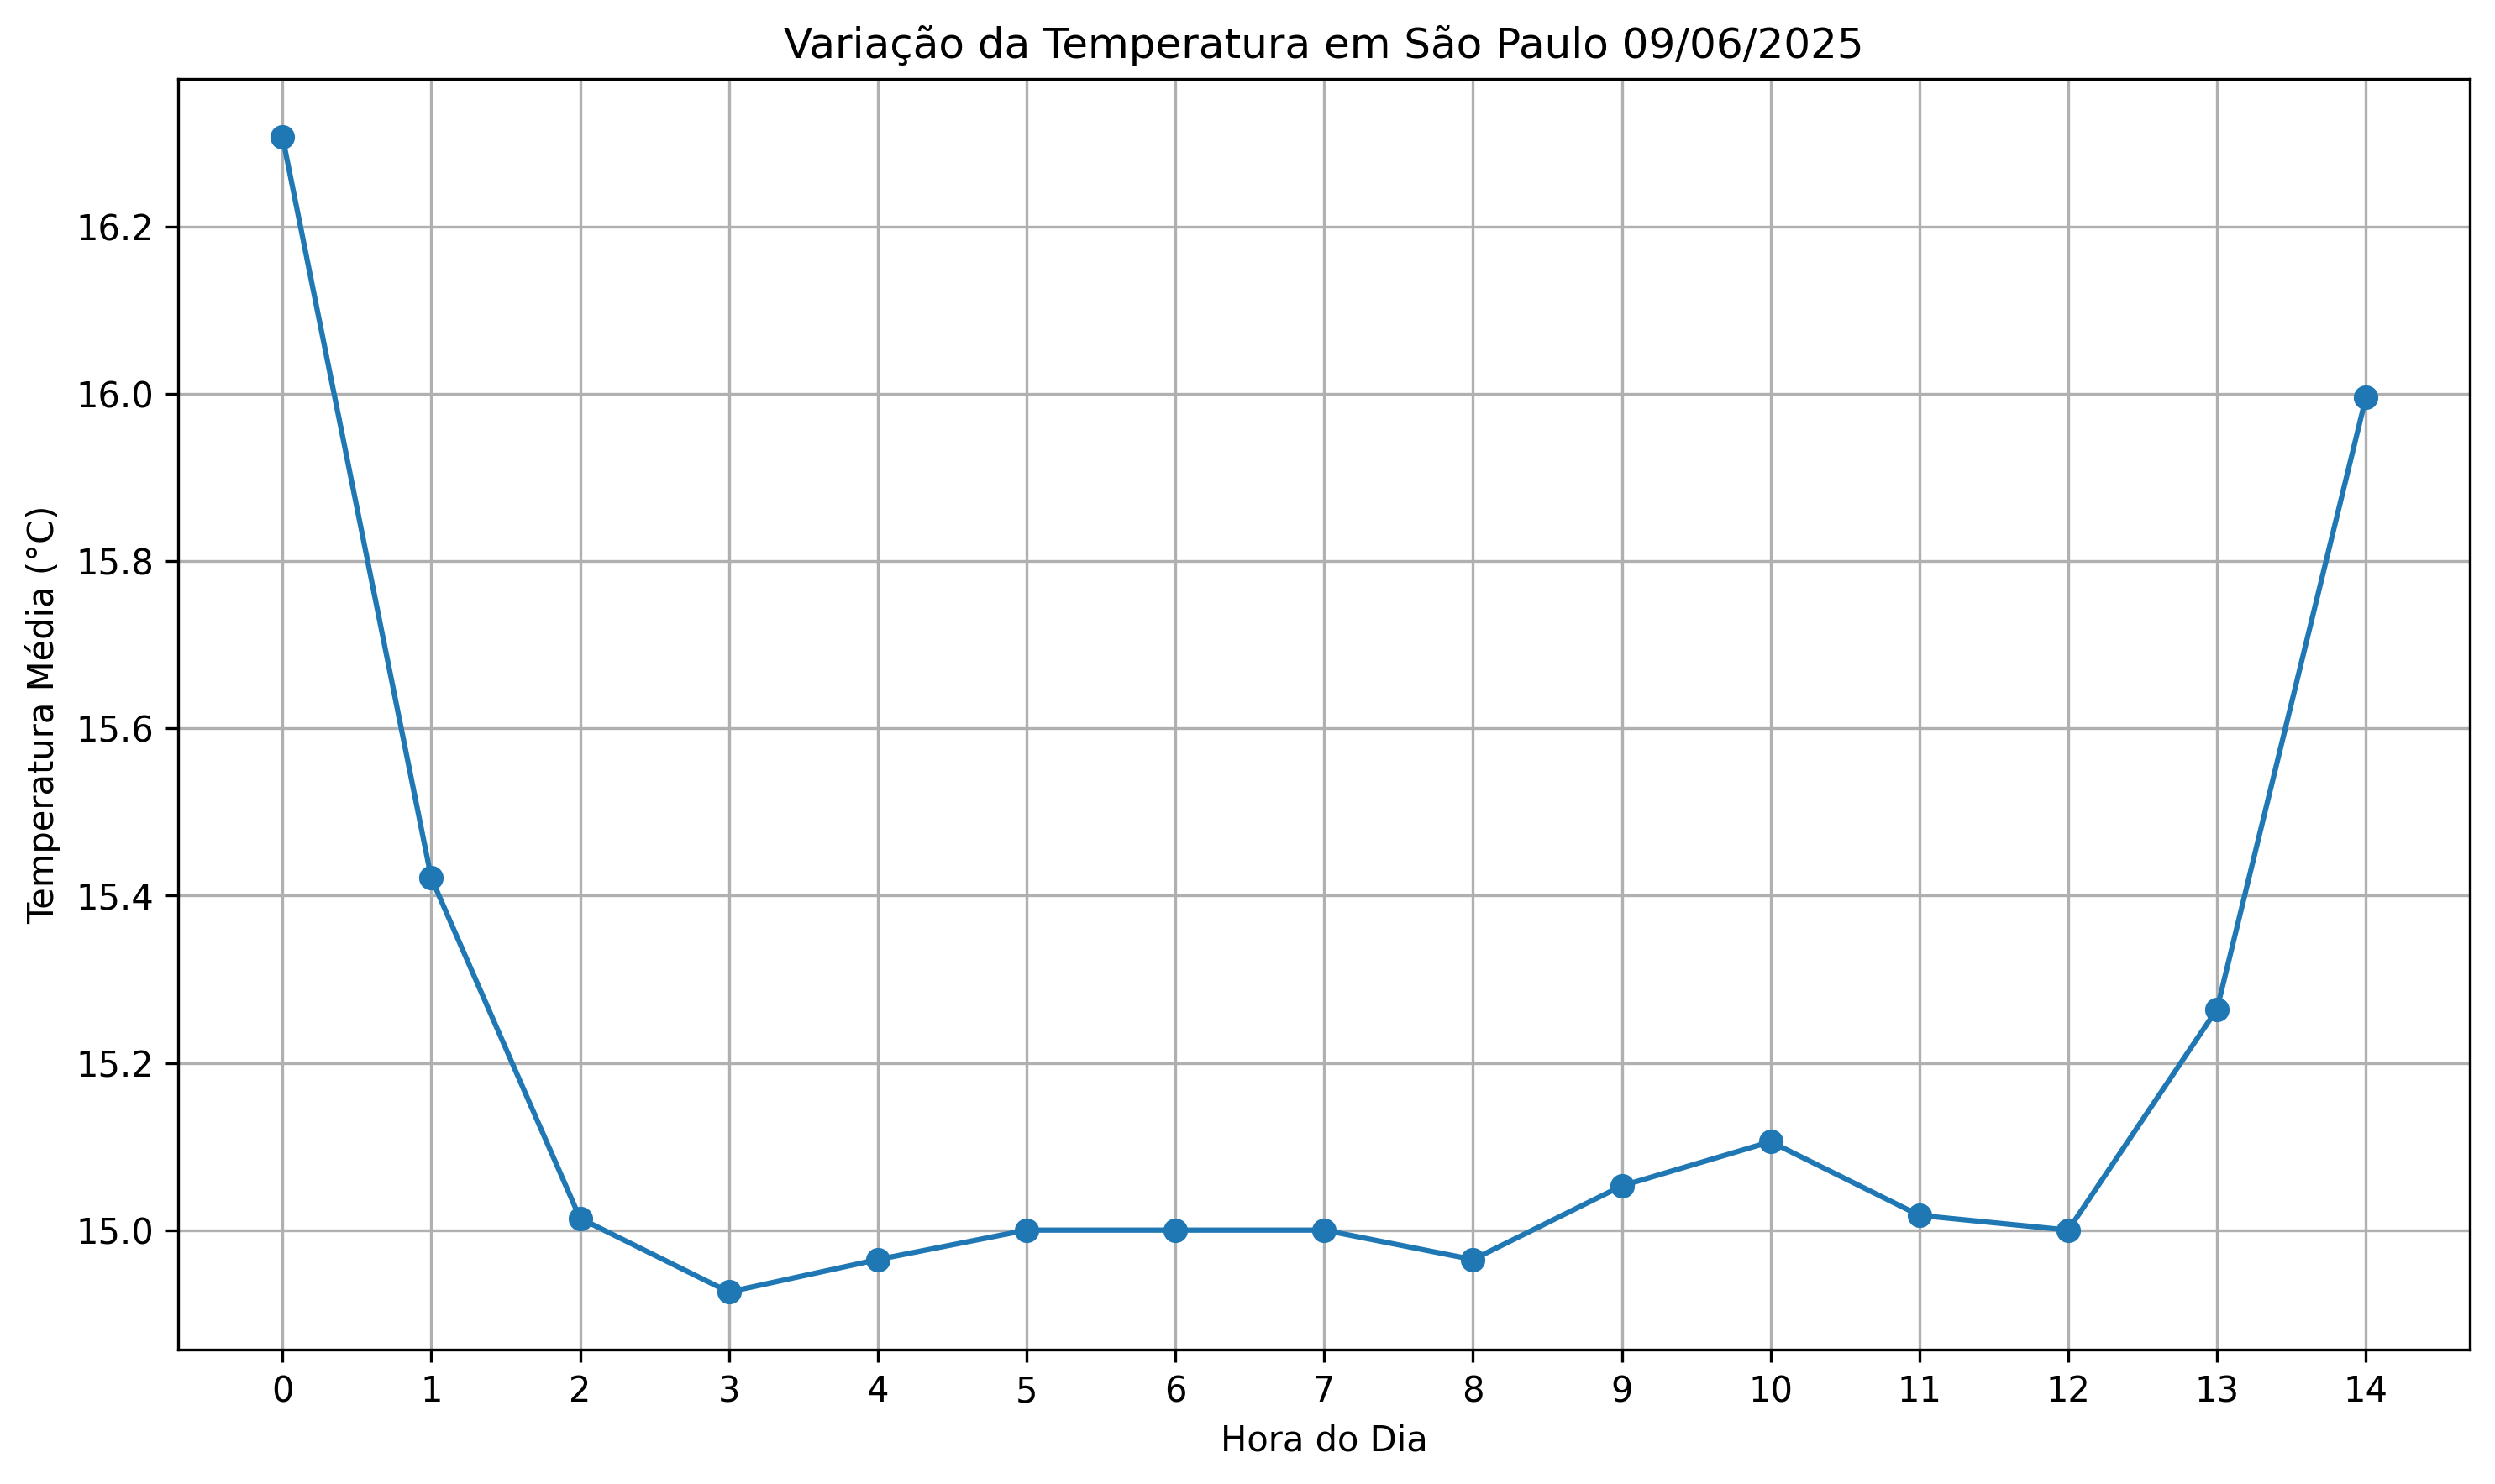 Variação da Temperatura em São Paulo 09/06/2025
Temperatura Média (°C)
16.2
16.0
15.8
15.6
15.4
15.2
15.0
0 1 2 3 4 5 6 7 8 9 10 11 12 13 14
Hora do Dia